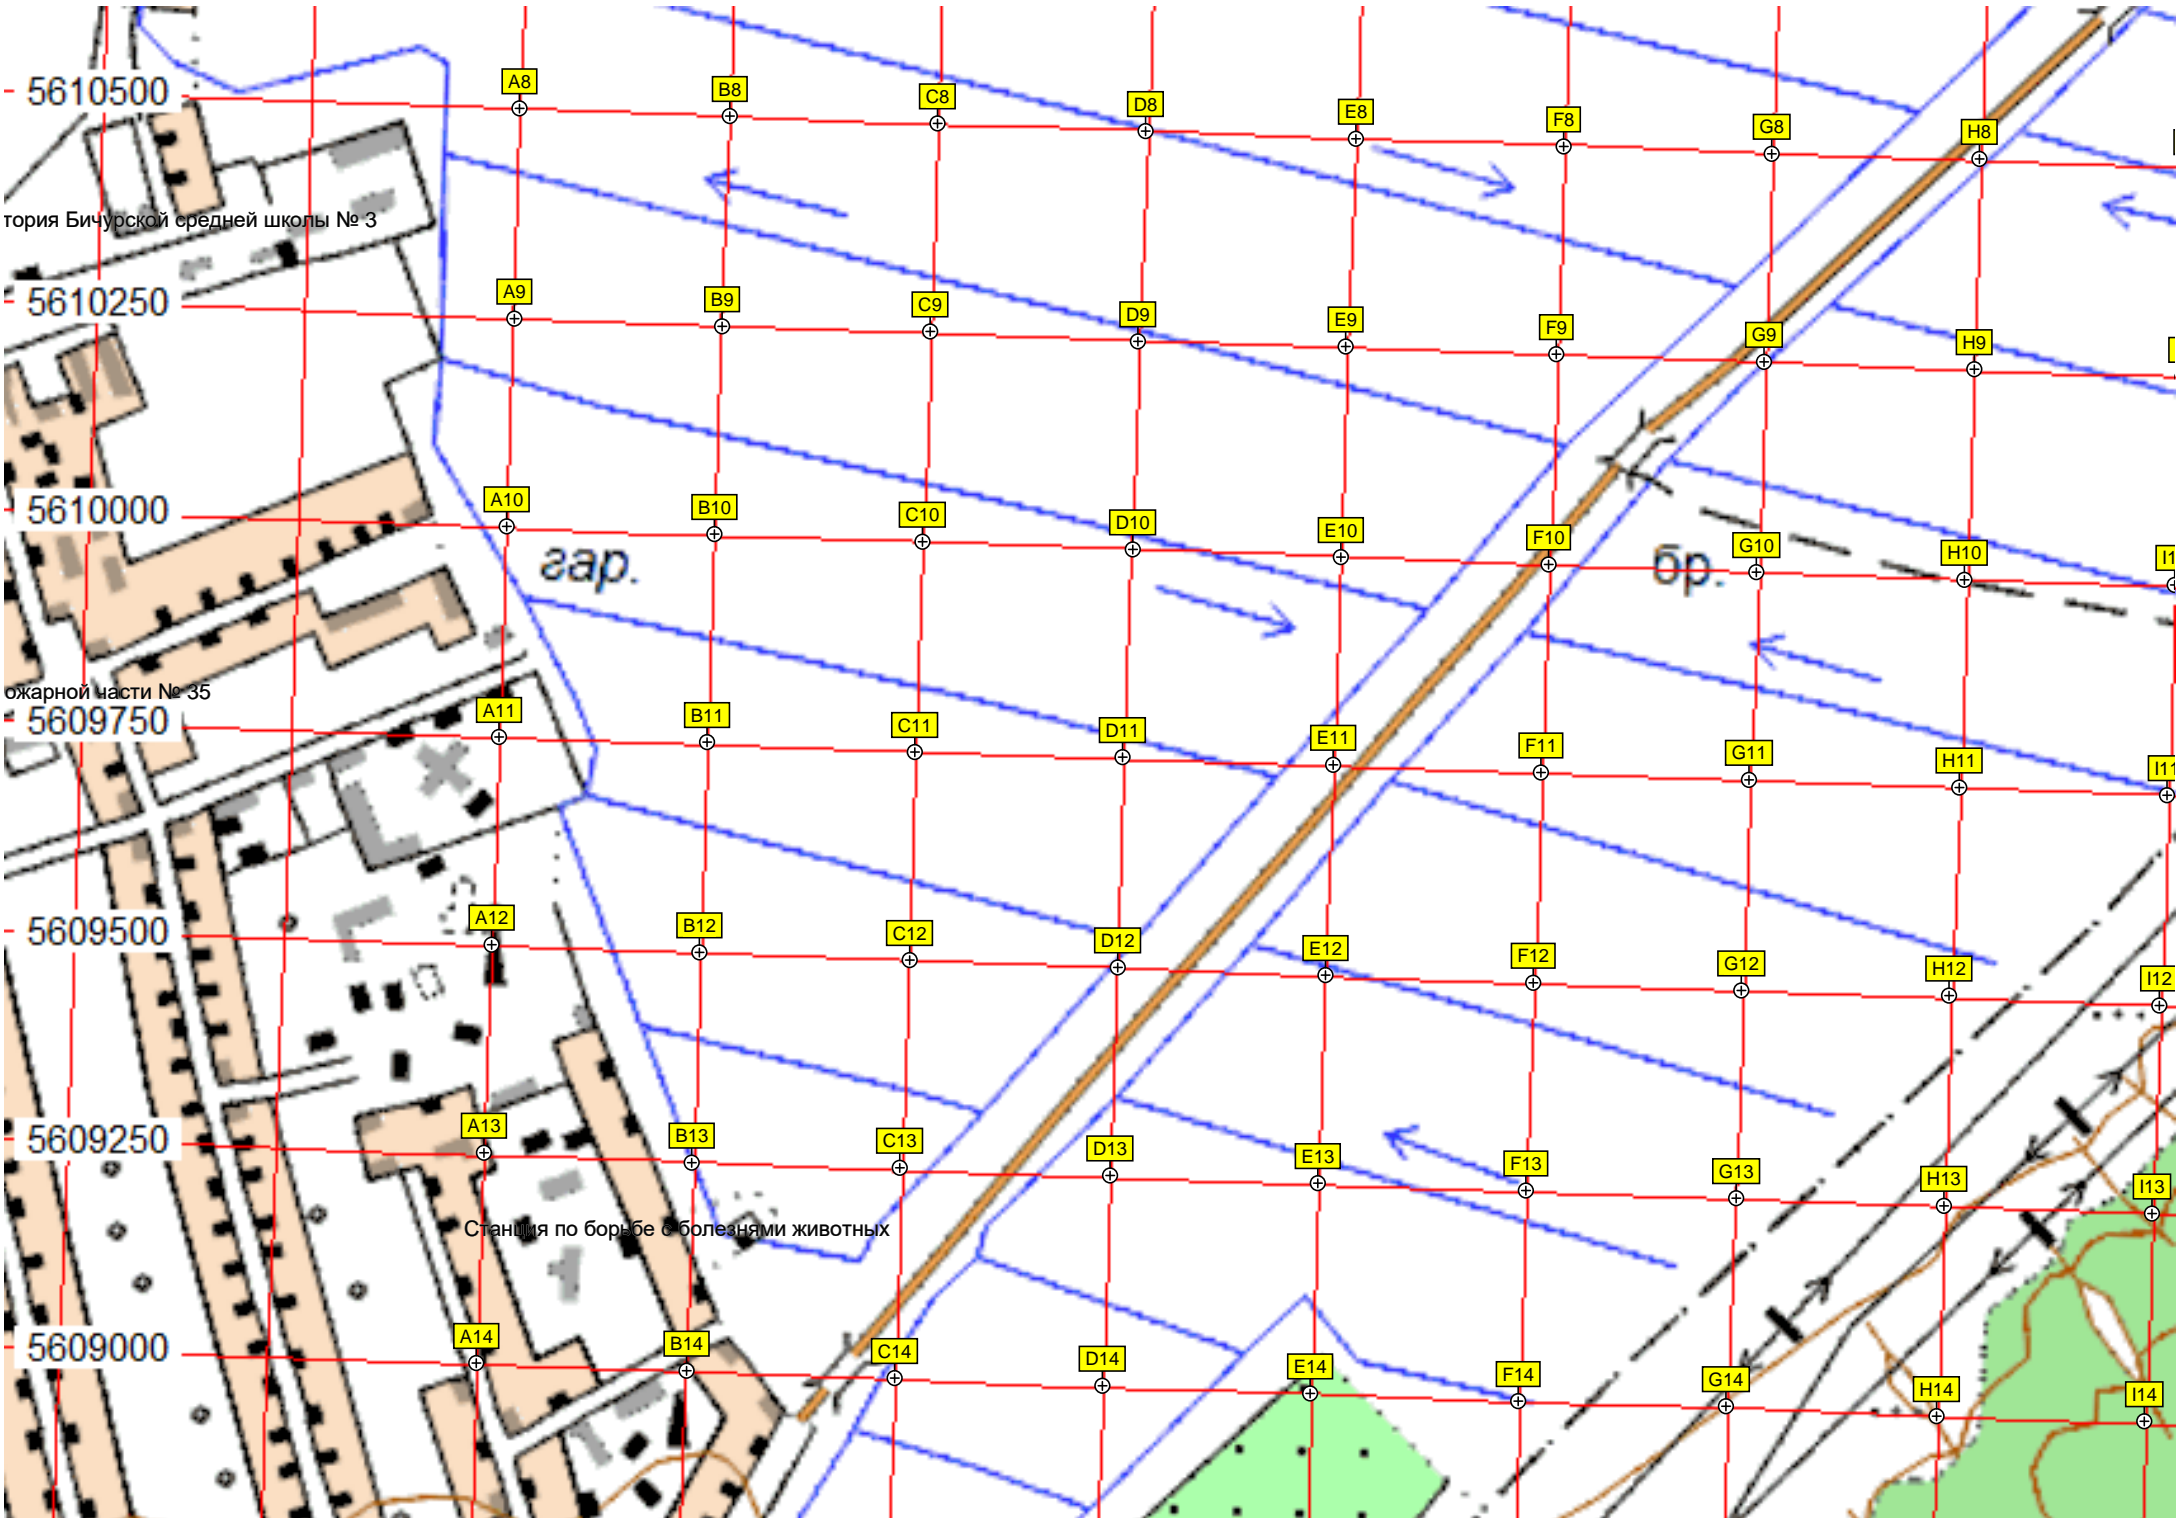 5610500
A8 B8 C8 D8 E8 F8 G8 H8
тория Бичурской средней школы № 3
5610250
A9 B9 C9 D9 E9 F9 G9 H9
5610000
A10 B10 C10 D10 E10 F10 G10 H10
гар.
бр.
ожарной части № 35
5609750
A11 B11 C11 D11 E11 F11 G11 H11 I11
5609500
A12 B12 C12 D12 E12 F12 G12 H12 I12
5609250
A13 B13 C13 D13 E13 F13 G13 H13 I13
Станция по борьбе с болезнями животных
5609000
A14 B14 C14 D14 E14 F14 G14 H14 I14